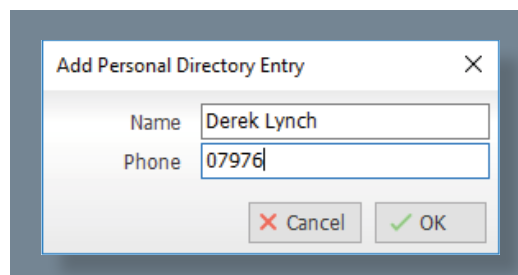 Add Personal Directory Entry
Name Derek Lynch
Phone 07976
Cancel OK